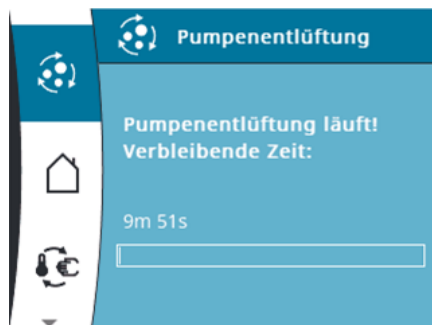 Pumpenentlüftung
Pumpenentlüftung läuft!
Verbleibende Zeit:
9m 51s